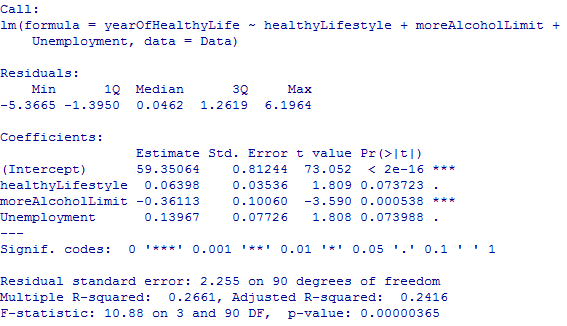 Call:
lm(formula = yearOfHealthyLife ~ healthyLifestyle + moreAlcoholLimit +
    Unemployment, data = Data)
Residuals:
    Min      1Q  Median      3Q     Max
-5.3665 -1.3950  0.0462  1.2619  6.1964
Coefficients:
                 Estimate Std. Error t value Pr(>|t|)
(Intercept)      59.35064    0.81244  73.052  < 2e-16 ***
healthyLifestyle  0.06398    0.03536   1.809 0.073723 .
moreAlcoholLimit -0.36113    0.10060  -3.590 0.000538 ***
Unemployment      0.13967    0.07726   1.808 0.073988 .
---
Signif. codes:  0 '***' 0.001 '**' 0.01 '*' 0.05 '.' 0.1 ' ' 1
Residual standard error: 2.255 on 90 degrees of freedom
Multiple R-squared:  0.2661, Adjusted R-squared:  0.2416
F-statistic: 10.88 on 3 and 90 DF,  p-value: 0.00000365